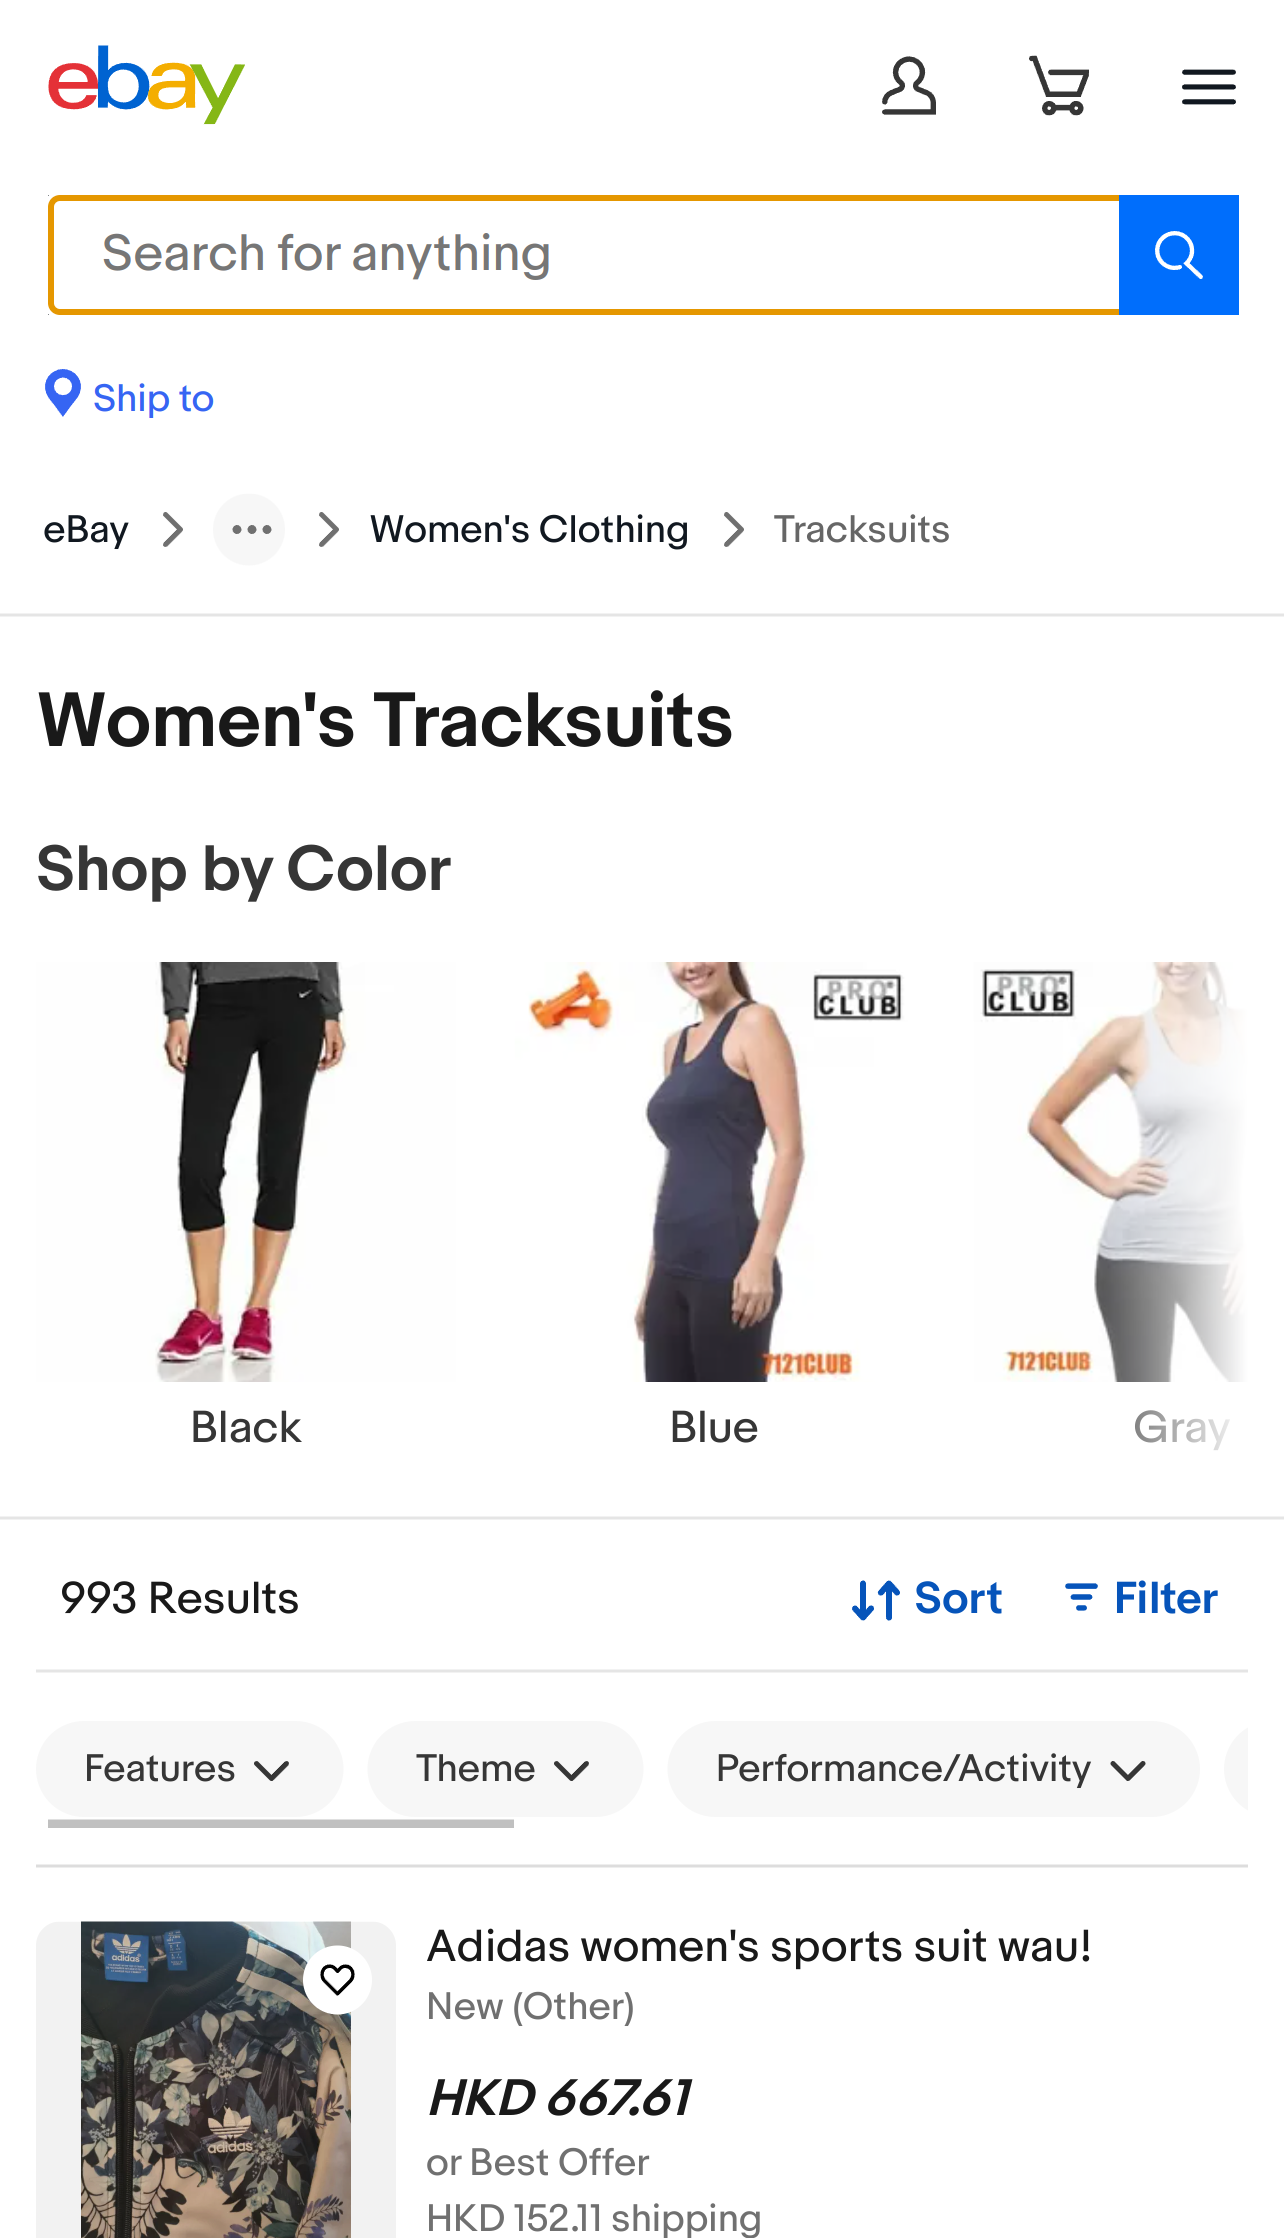 ebay
Search for anything
Ship to
eBay
Women's Clothing
Tracksuits
Women's Tracksuits
Shop by Color
PRO CLUB
7121CLUB
PRO CLUB
7121CLUB
Black
Blue
Gray
993 Results
Sort
Filter
Features
Theme
Performance/Activity
adidas
adidas
Adidas women's sports suit wau!
New (Other)
HKD 667.61
or Best Offer
HKD 152.11 shipping